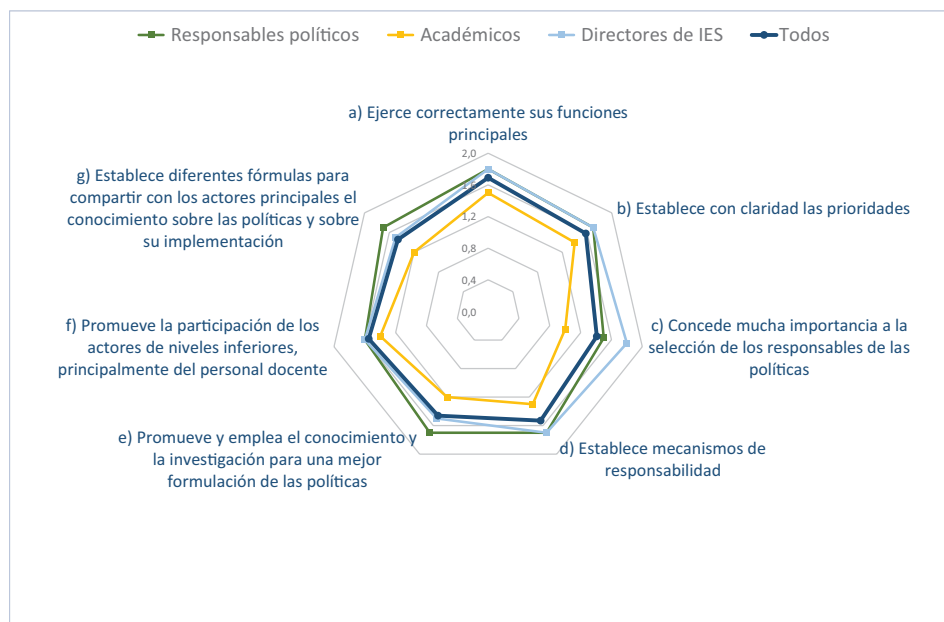 Responsables políticos Académicos Directores de IES Todos
a) Ejerce correctamente sus funciones
principales
2,0
1,6
1,2
0,8
0,4
0,0
b) Establece con claridad las prioridades
c) Concede mucha importancia a la
selección de los responsables de las
políticas
d) Establece mecanismos de
responsabilidad
e) Promueve y emplea el conocimiento y
la investigación para una mejor
formulación de las políticas
f) Promueve la participación de los
actores de niveles inferiores,
principalmente del personal docente
g) Establece diferentes fórmulas para
compartir con los actores principales el
conocimiento sobre las políticas y sobre
su implementación